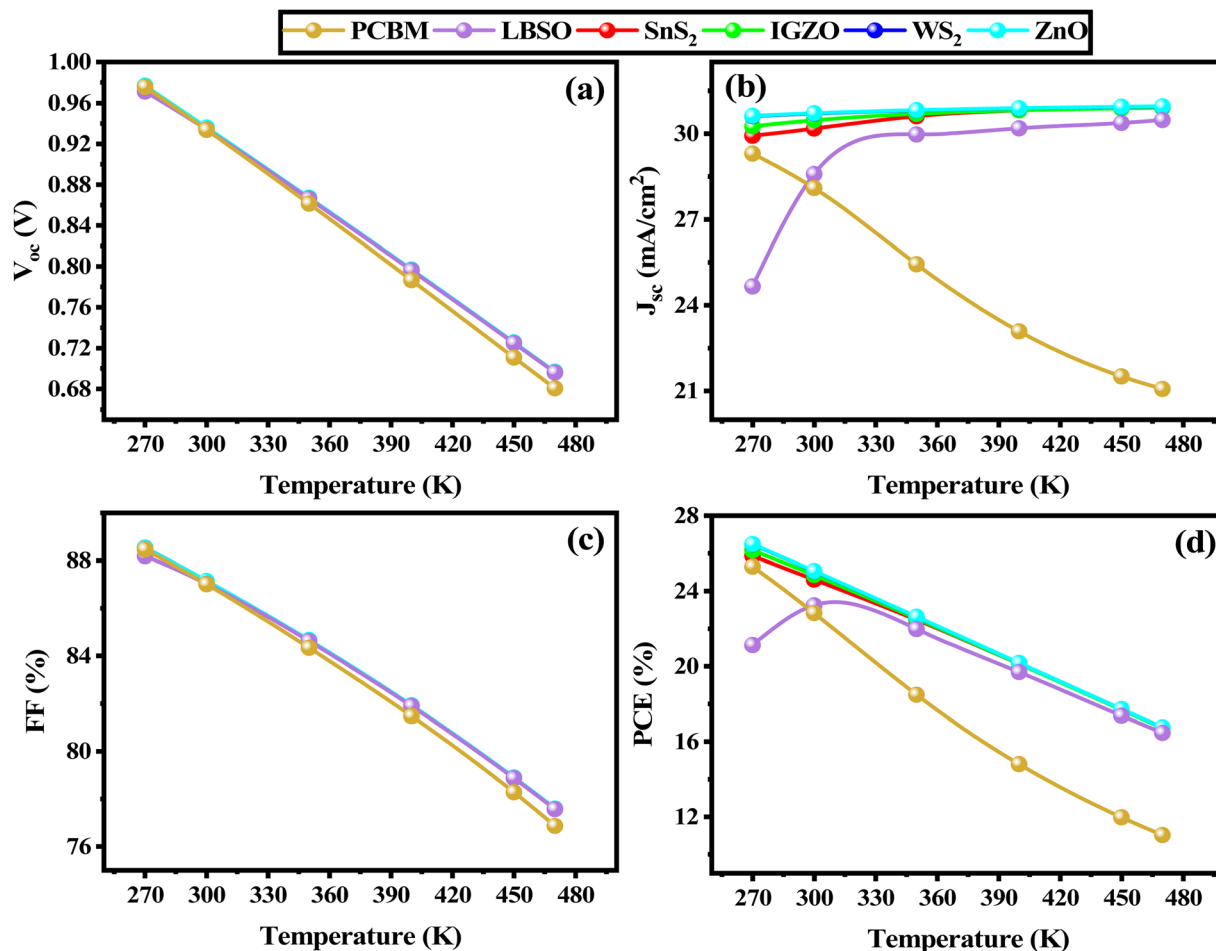 PCBM LBSO SnS₂ IGZO WS₂ ZnO
(a)
1.00
0.96
0.92
0.88
0.84
0.80
0.76
0.72
0.68
V_oc (V)
270 300 330 360 390 420 450 480
Temperature (K)
(b)
30
27
24
21
J_sc (mA/cm²)
270 300 330 360 390 420 450 480
Temperature (K)
(c)
88
84
80
76
FF (%)
270 300 330 360 390 420 450 480
Temperature (K)
(d)
28
24
20
16
12
PCE (%)
270 300 330 360 390 420 450 480
Temperature (K)